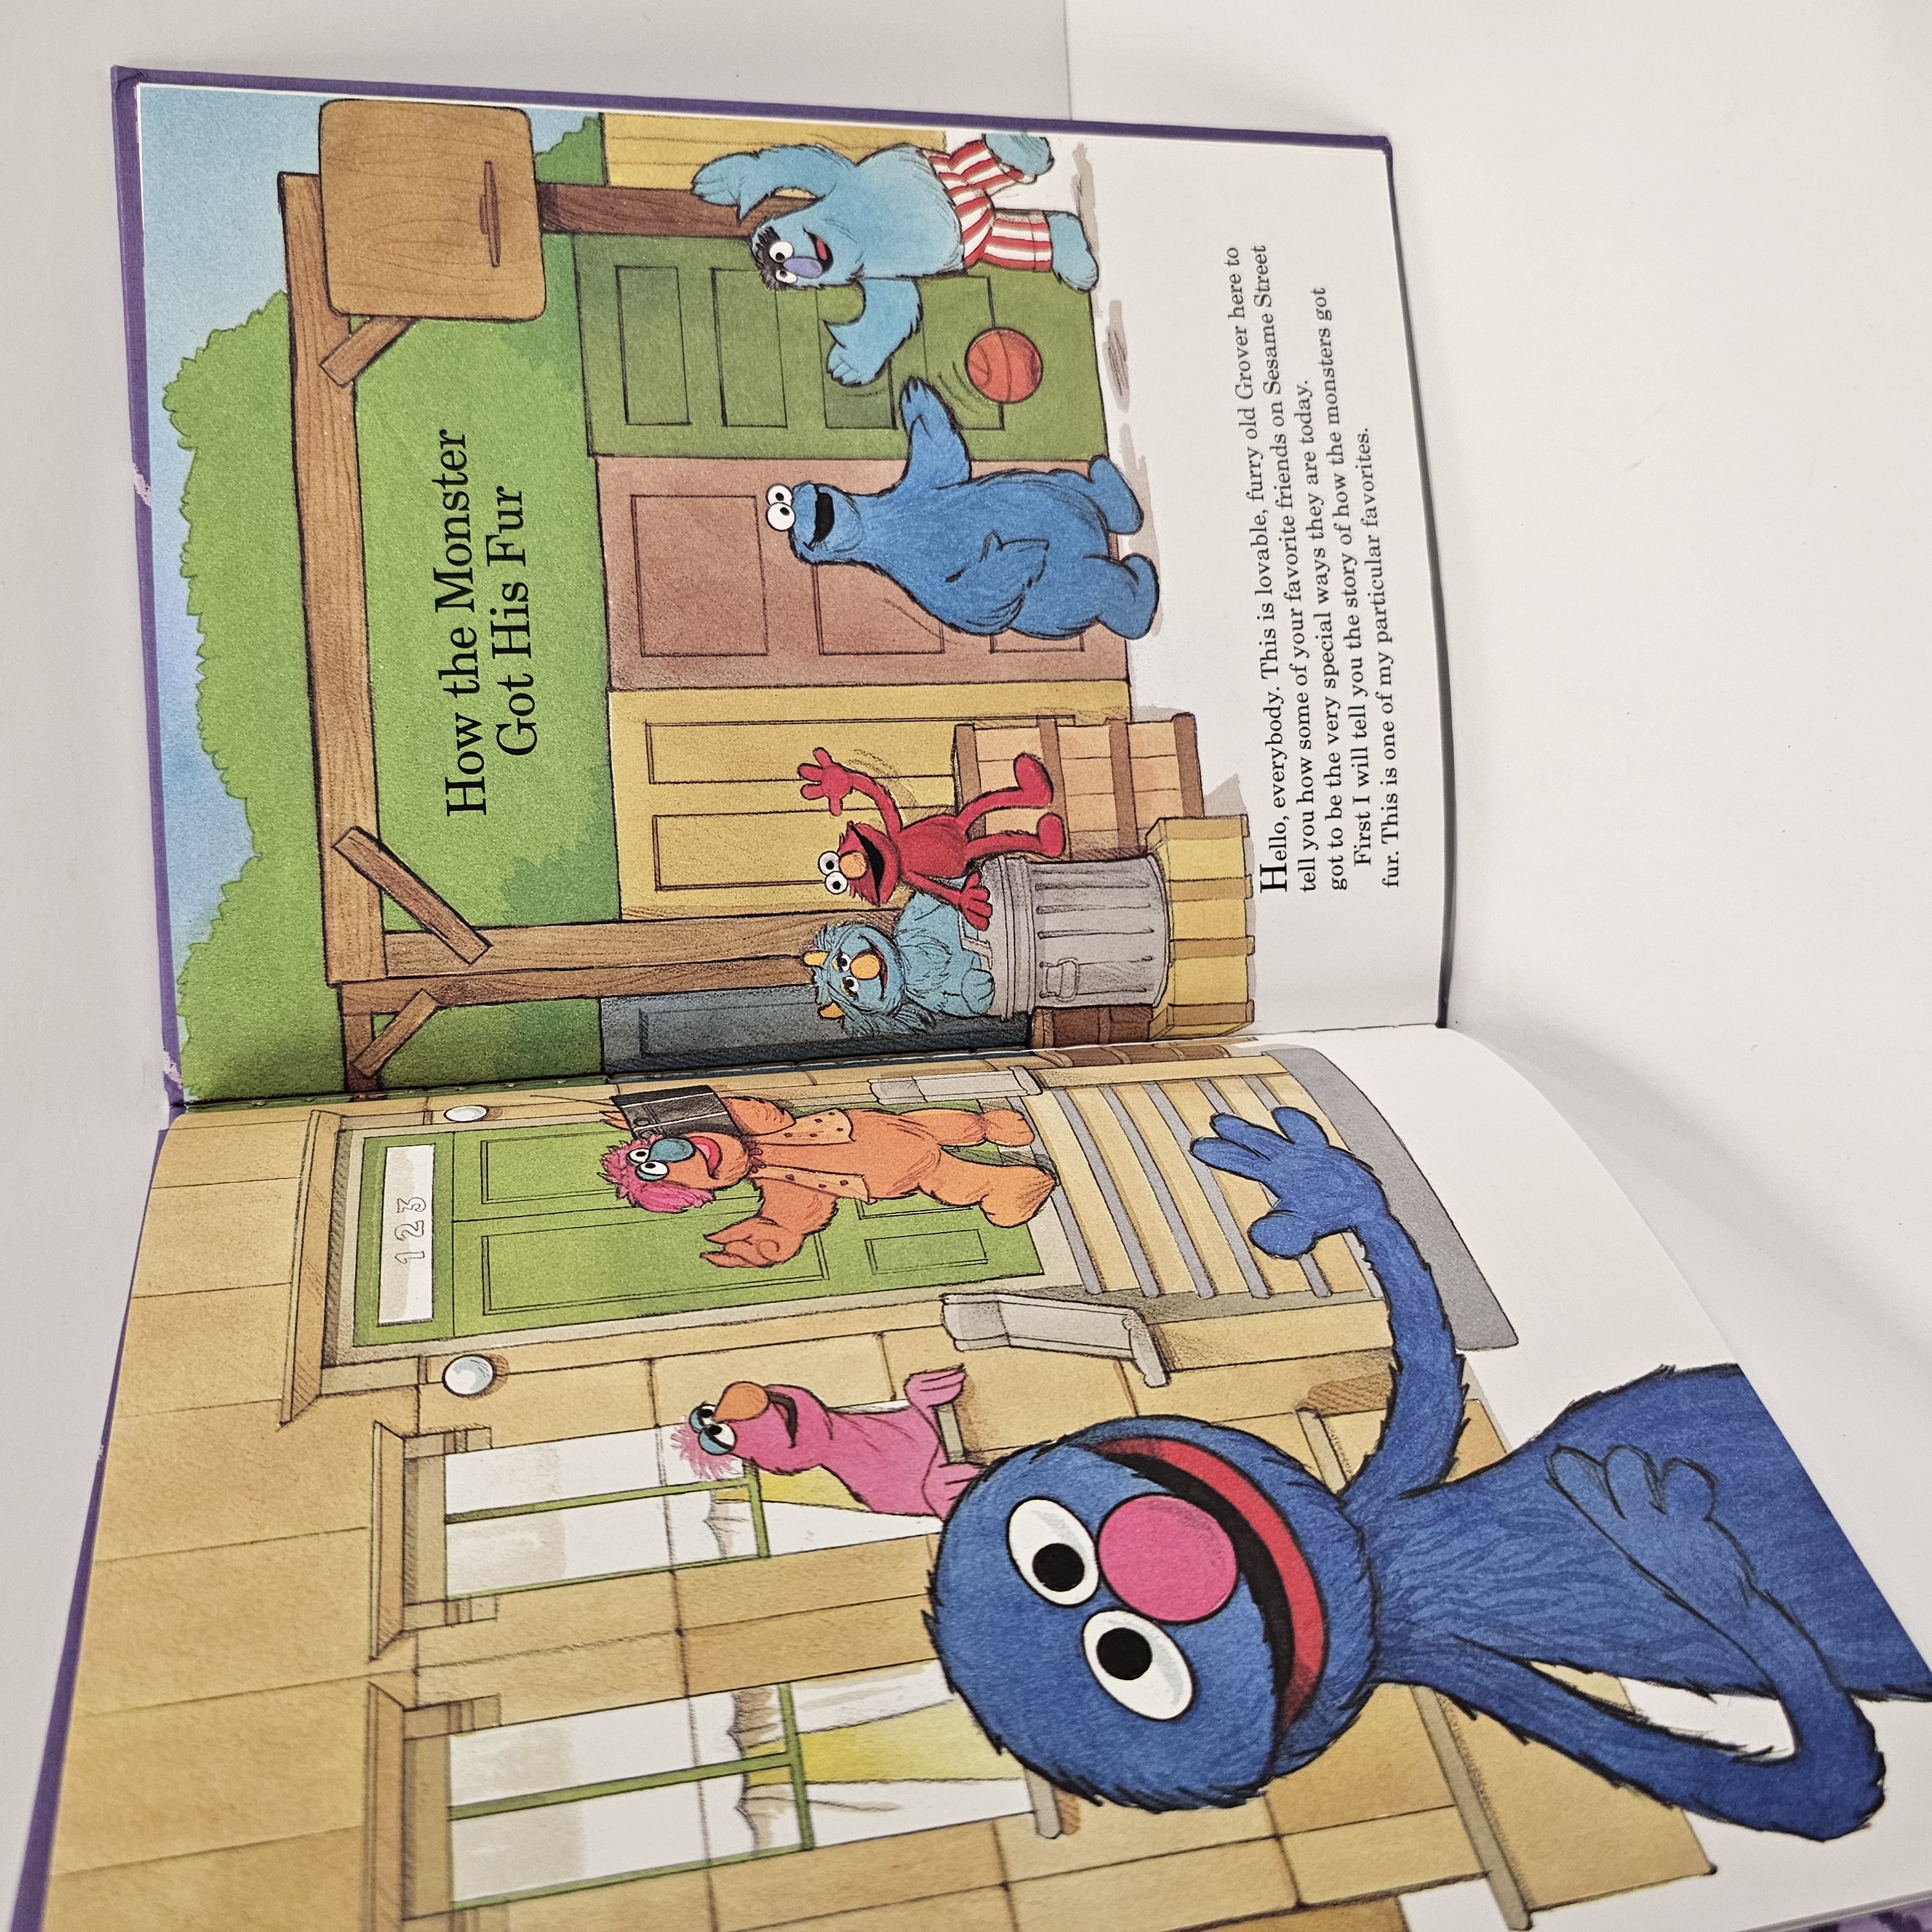 123
How the Monster
Got His Fur
Hello, everybody. This is lovable, furry old Grover here to
tell you how some of your favorite friends on Sesame Street
got to be the very special ways they are today.
First I will tell you the story of how the monsters got
fur. This is one of my particular favorites.